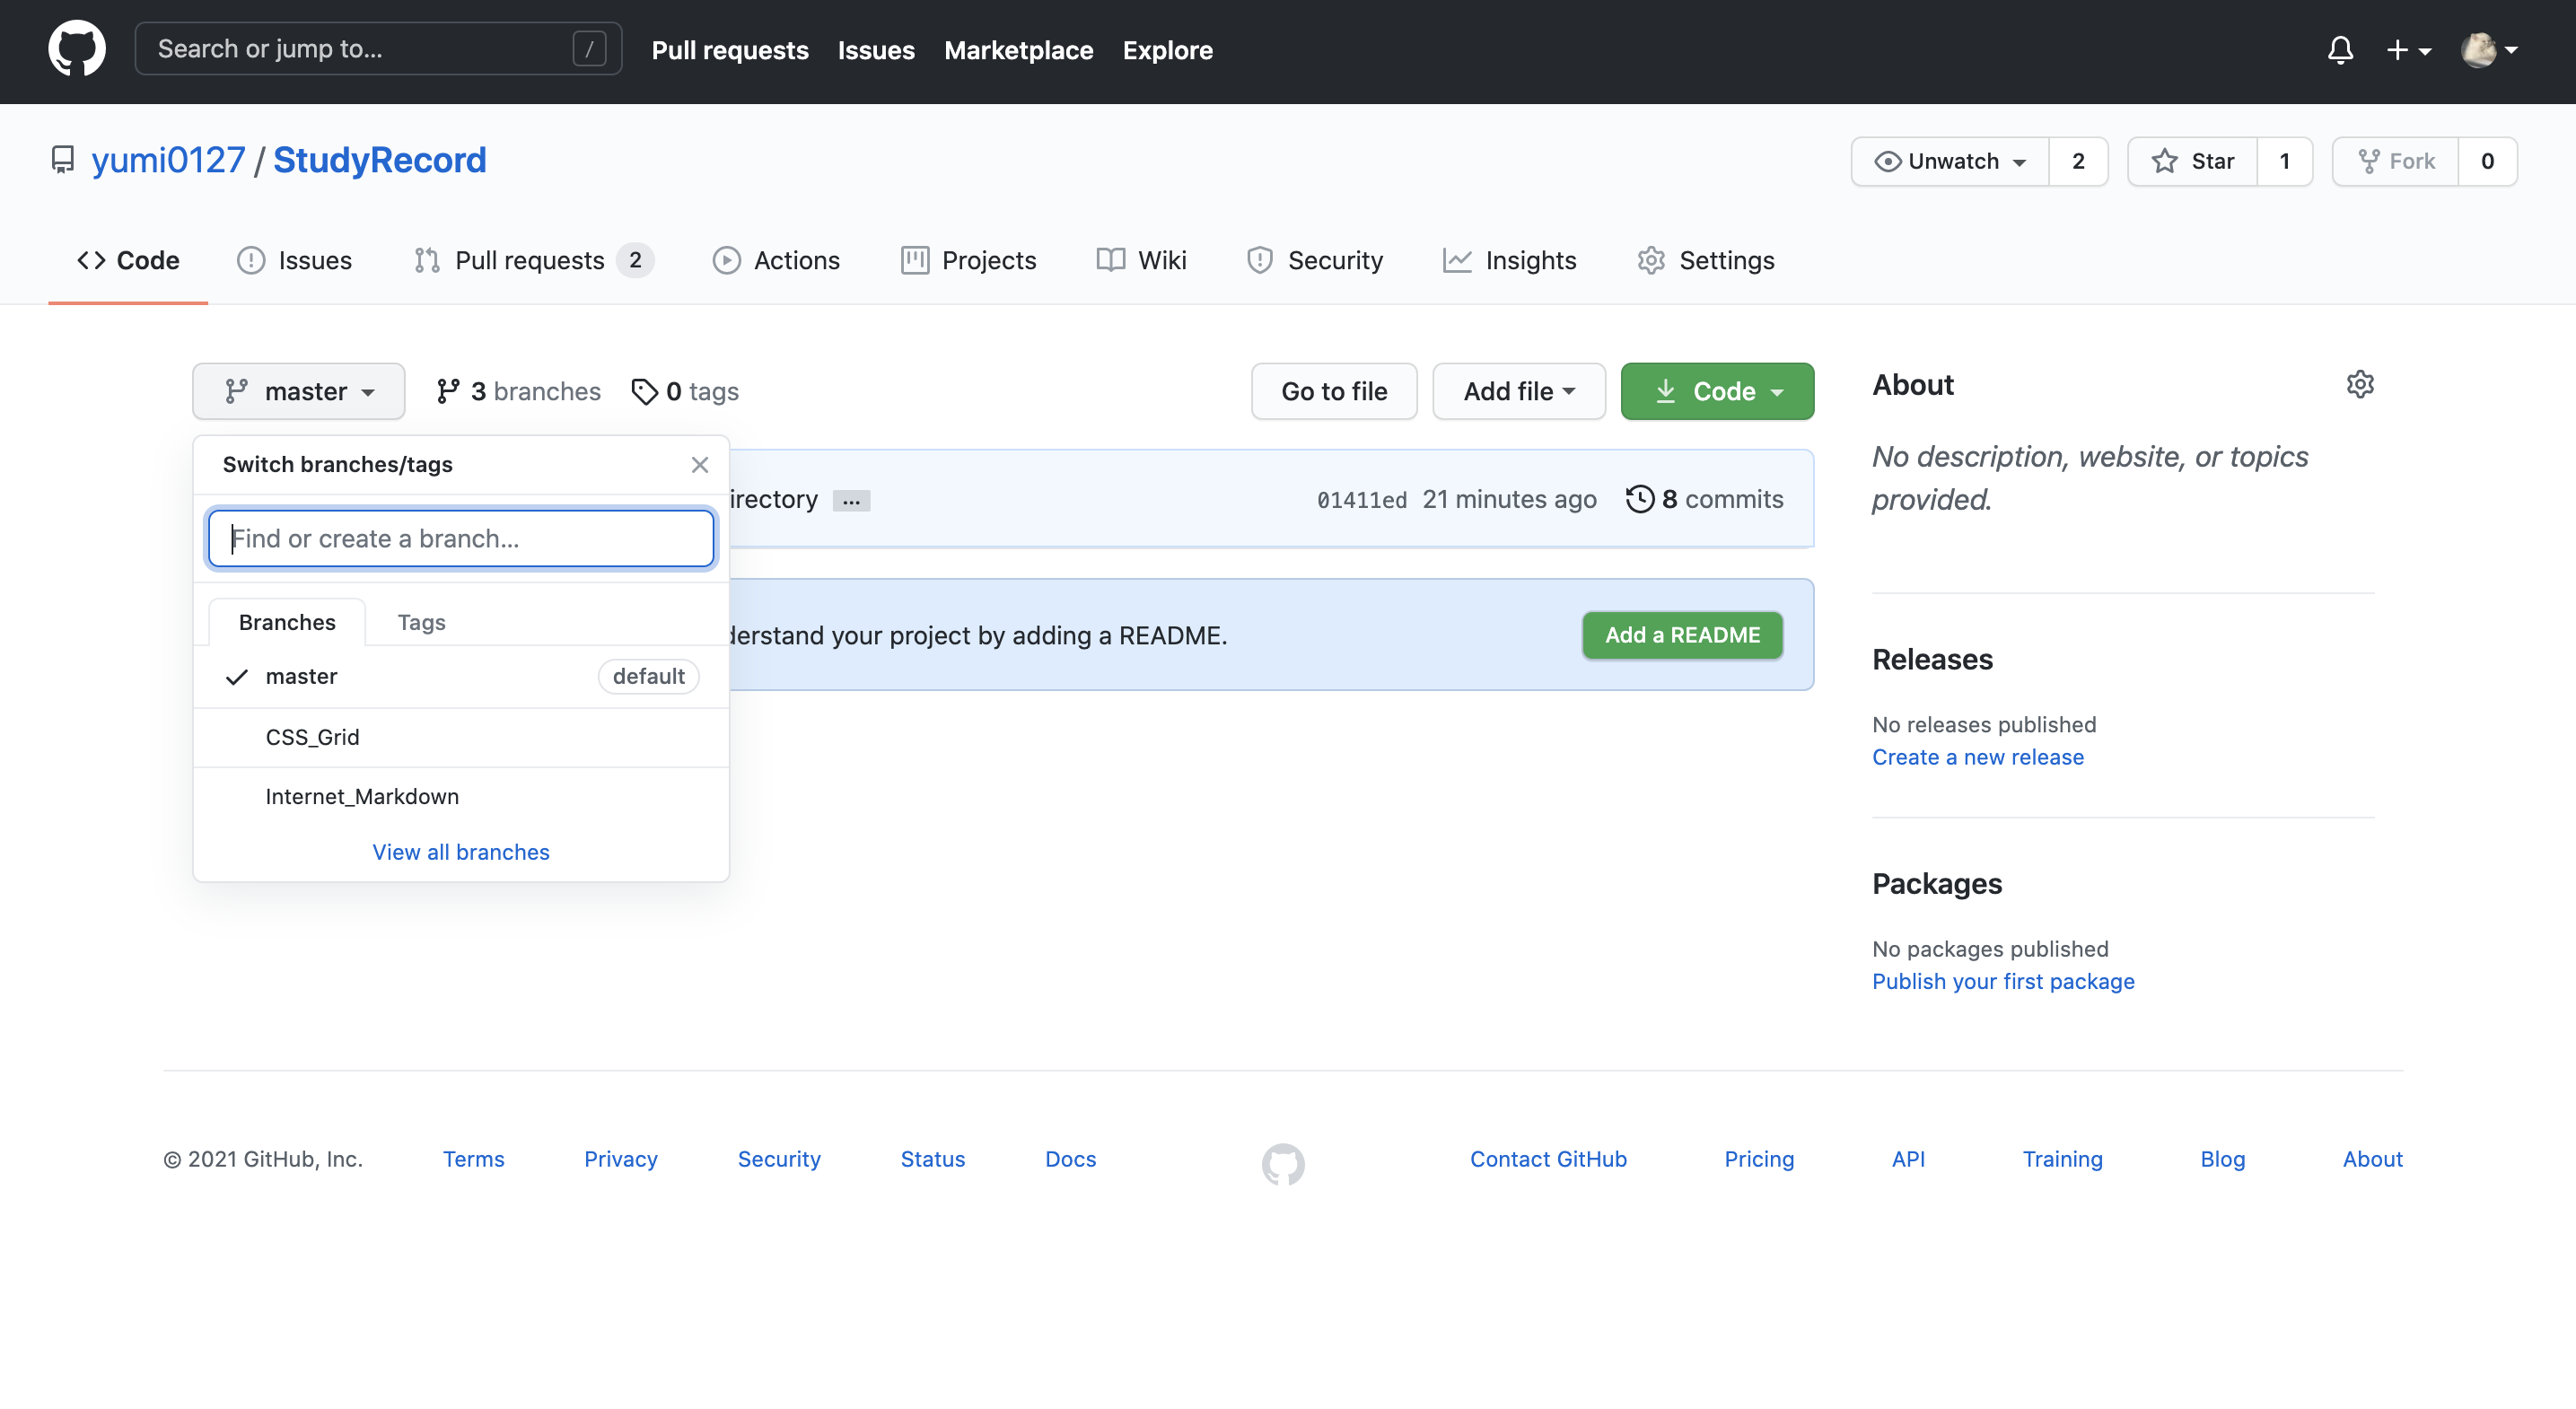 Search or jump to... /
Pull requests Issues Marketplace Explore
yumi0127 / StudyRecord
Unwatch 2 Star 1 Fork 0
Code Issues Pull requests 2 Actions Projects Wiki Security Insights Settings
master 3 branches 0 tags Go to file Add file Code
Switch branches/tags
Find or create a branch...
Branches Tags
master default
CSS_Grid
Internet_Markdown
View all branches
irectory ... 01411ed 21 minutes ago 8 commits
derstand your project by adding a README. Add a README
About
No description, website, or topics
provided.
Releases
No releases published
Create a new release
Packages
No packages published
Publish your first package
© 2021 GitHub, Inc. Terms Privacy Security Status Docs Contact GitHub Pricing API Training Blog About